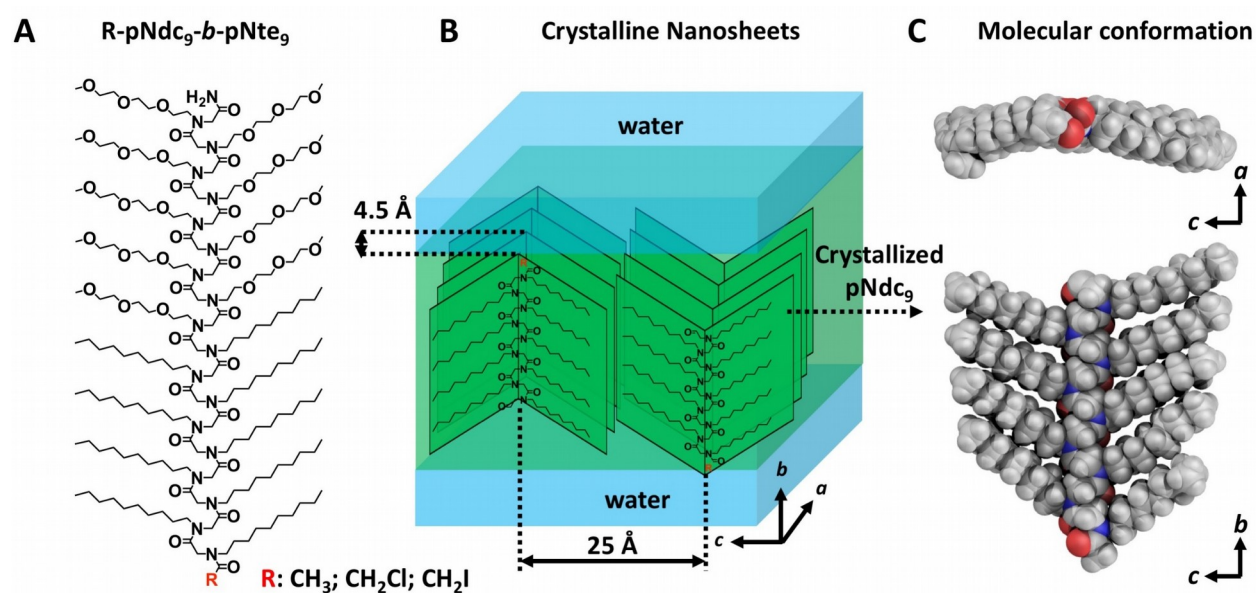 A
R-pNdc9-b-pNte9
B
Crystalline Nanosheets
C
Molecular conformation
H2N
O
N
water
4.5 Å
Crystallized
pNdc9
R
water
25 Å
b
a
c
a
c
b
c
R
R: CH3; CH2Cl; CH2I